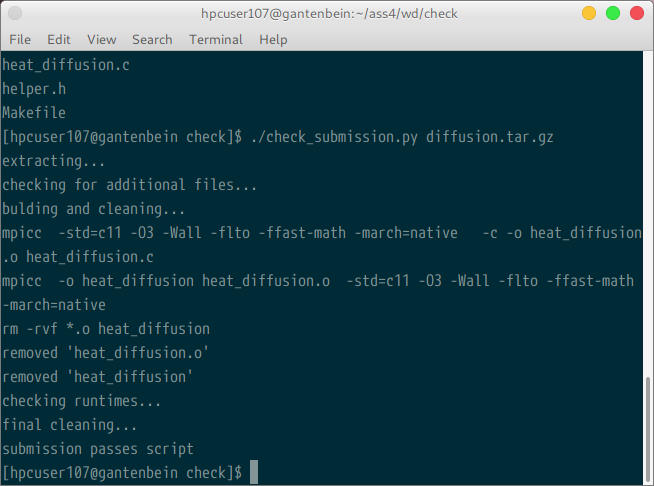 hpcuser107@gantenbein:~/ass4/wd/check
File Edit View Search Terminal Help
heat_diffusion.c
helper.h
Makefile
[hpcuser107@gantenbein check]$ ./check_submission.py diffusion.tar.gz
extracting...
checking for additional files...
bulding and cleaning...
mpicc  -std=c11 -O3 -Wall -flto -ffast-math -march=native   -c -o heat_diffusion
.o heat_diffusion.c
mpicc  -o heat_diffusion heat_diffusion.o  -std=c11 -O3 -Wall -flto -ffast-math
-march=native
rm -rvf *.o heat_diffusion
removed 'heat_diffusion.o'
removed 'heat_diffusion'
checking runtimes...
final cleaning...
submission passes script
[hpcuser107@gantenbein check]$